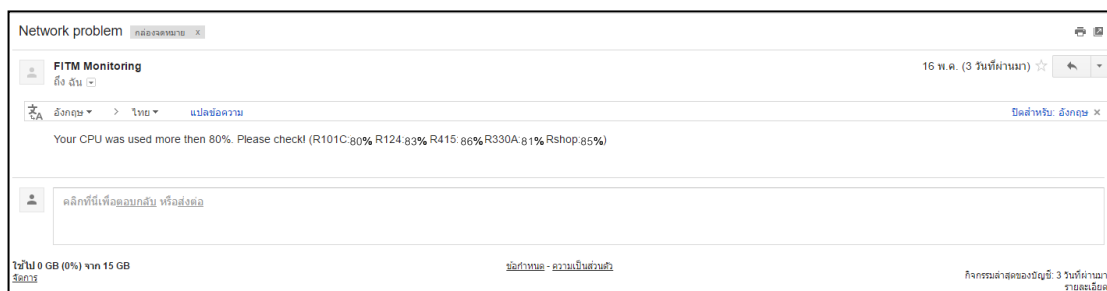 Network problem กล่องจดหมาย x
FITM Monitoring 16 พ.ค. (3 วันที่ผ่านมา)
ถึง ฉัน
อังกฤษ > ไทย แปลข้อความ ปิดสำหรับ: อังกฤษ ×
Your CPU was used more then 80%. Please check! (R101C:80% R124:83% R415:86% R330A:81% Rshop:85%)
คลิกที่นี่เพื่อตอบกลับ หรือส่งต่อ
ใช้ไป 0 GB (0%) จาก 15 GB
จัดการ
ข้อกำหนด - ความเป็นส่วนตัว
กิจกรรมล่าสุดของบัญชี: 3 วันที่ผ่านมา
รายละเอียด